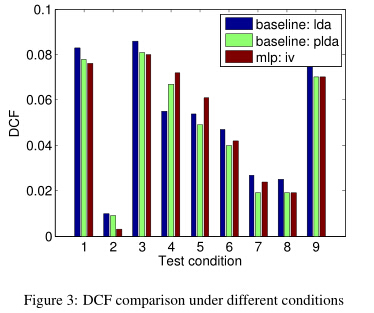 0.1
0.08
0.06
0.04
0.02
0
DCF
baseline: lda
baseline: plda
mlp: iv
1 2 3 4 5 6 7 8 9
Test condition
Figure 3: DCF comparison under different conditions